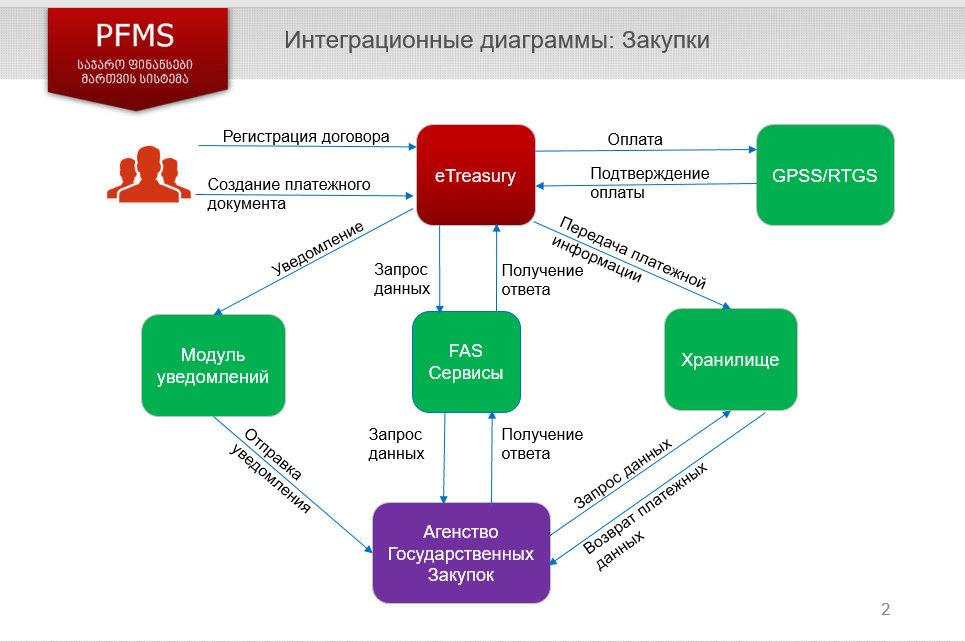 PFMS
საჯარო ფინანსები
მართვის სისტემა
Интеграционные диаграммы: Закупки
Регистрация договора
Создание платежного
документа
eTreasury
Оплата
Подтверждение
оплаты
GPSS/RTGS
Уведомление
Запрос
данных
Получение
ответа
Передача платежной
информации
Модуль
уведомлений
FAS
Сервисы
Хранилище
Отправка
уведомления
Запрос
данных
Получение
ответа
Запрос данных
Возврат платежных
данных
Агенство
Государственных
Закупок
2